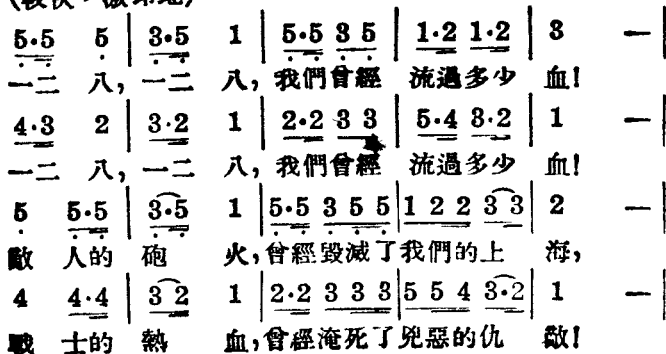 5·5 5 | 3·5 1 | 5·5 3 5 | 1·2 1·2 | 3 — |
一二 八，一二 八，我們曾經 流過多少 血！
4·3 2 | 3·2 1 | 2·2 3 3 | 5·4 3·2 | 1 — |
一二 八，一二 八，我們曾經 流過多少 血！
5 5·5 | 3·5 1 | 5·5 3 5 5 | 1 2 2 3 3 | 2 — |
敵 人的 砲 火，曾經毀滅了我們的上 海，
4 4·4 | 3 2 1 | 2·2 3 3 3 | 5 5 4 3·2 | 1 — |
戰 士的 熱 血，曾經淹死了兇惡的仇 敵！